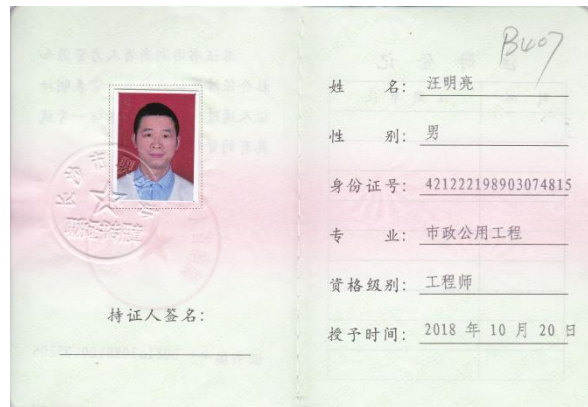 B407
姓 名: 汪明亮
性 别: 男
身份证号: 421222198903074815
专 业: 市政公用工程
资格级别: 工程师
授予时间: 2018 年 10 月 20 日
持证人签名: